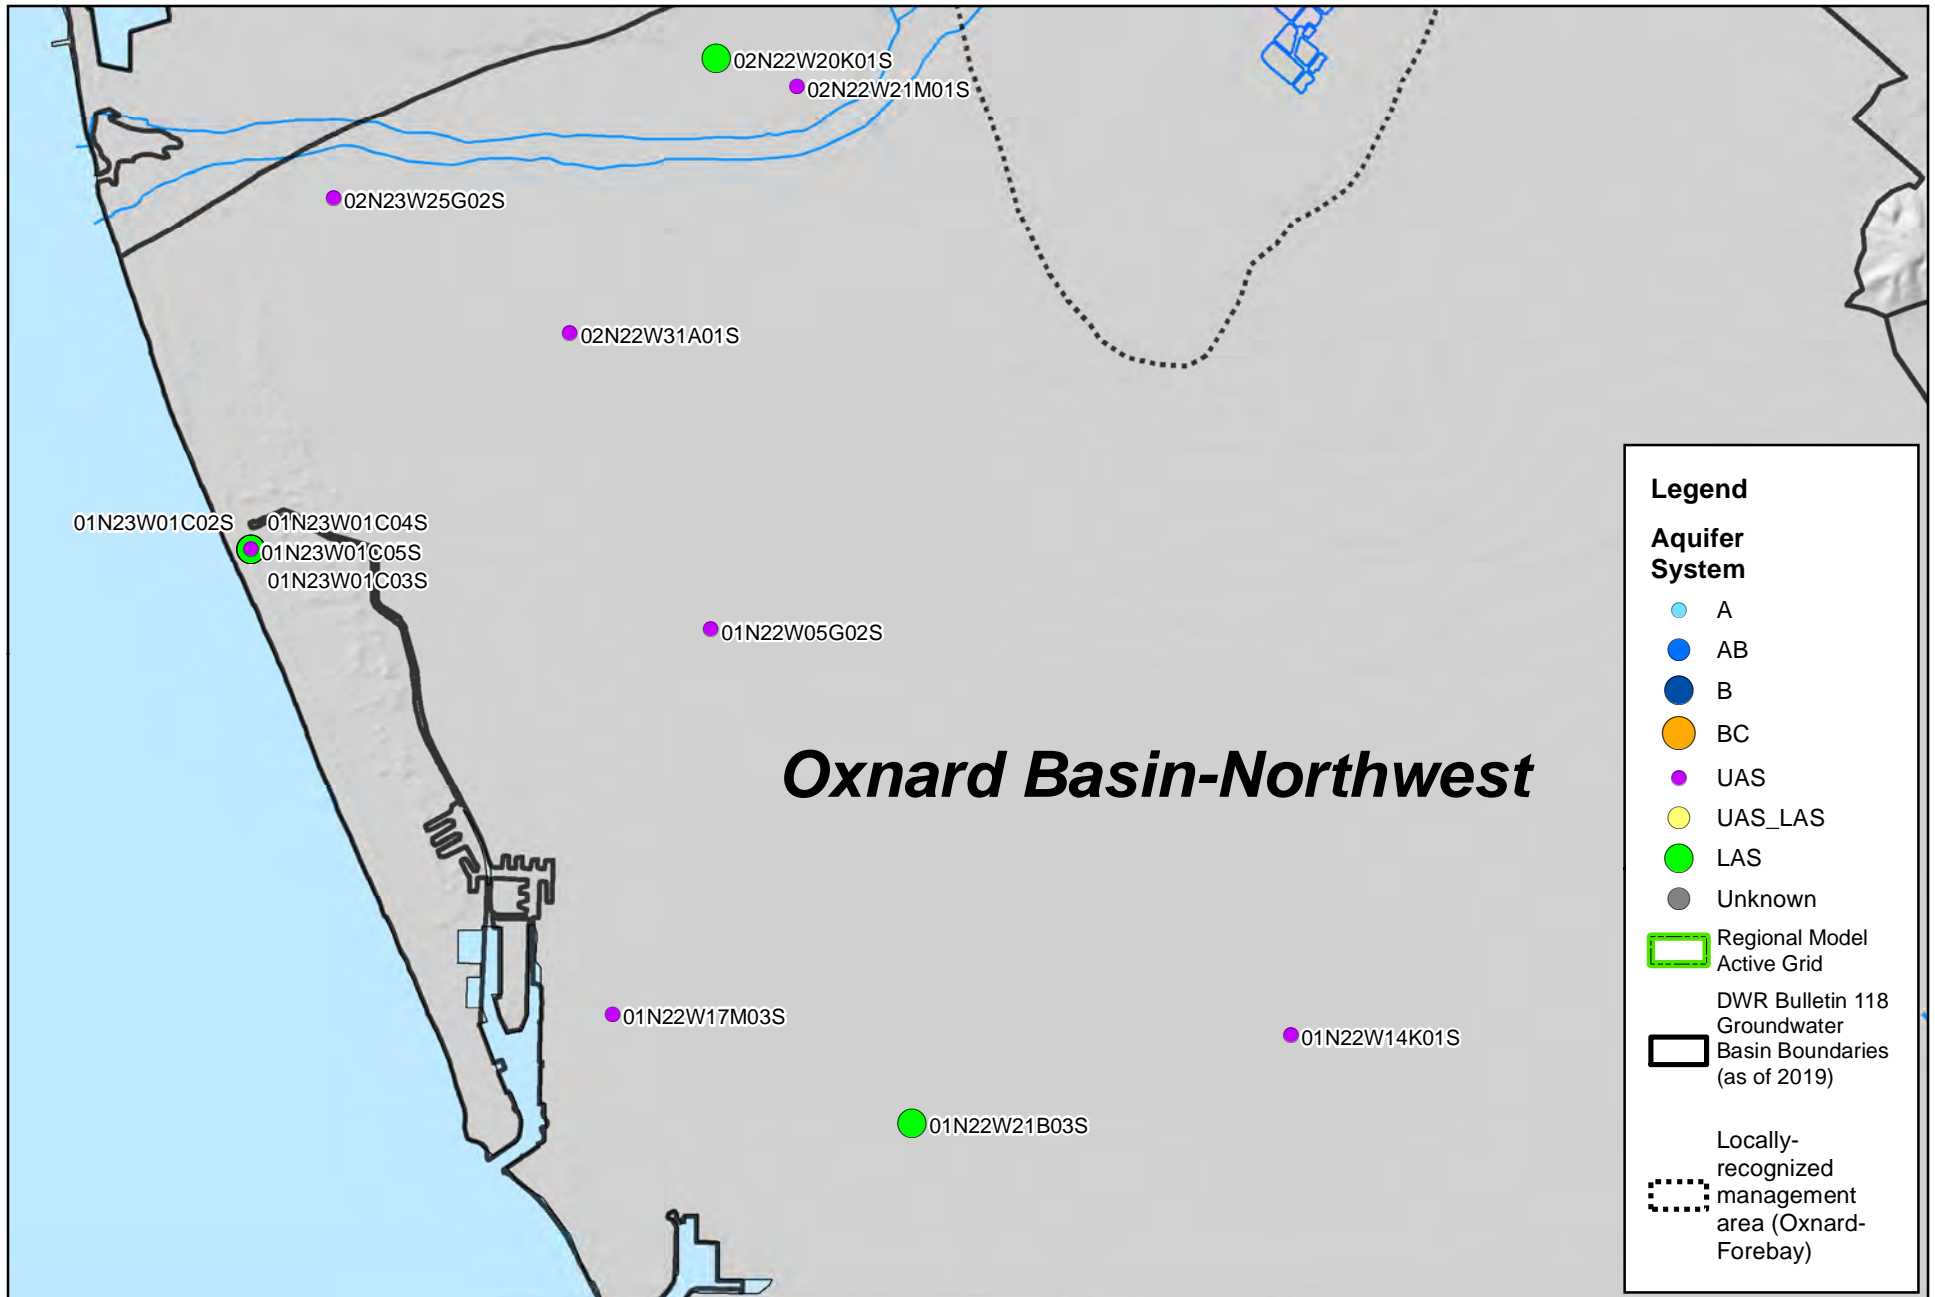 02N22W20K01S
02N22W21M01S
02N23W25G02S
02N22W31A01S
01N23W01C02S
01N23W01C04S
01N23W01C05S
01N23W01C03S
01N22W05G02S
Oxnard Basin-Northwest
01N22W17M03S
01N22W14K01S
01N22W21B03S
Legend
Aquifer
System
A
AB
B
BC
UAS
UAS_LAS
LAS
Unknown
Regional Model
Active Grid
DWR Bulletin 118
Groundwater
Basin Boundaries
(as of 2019)
Locally-
recognized
management
area (Oxnard-
Forebay)